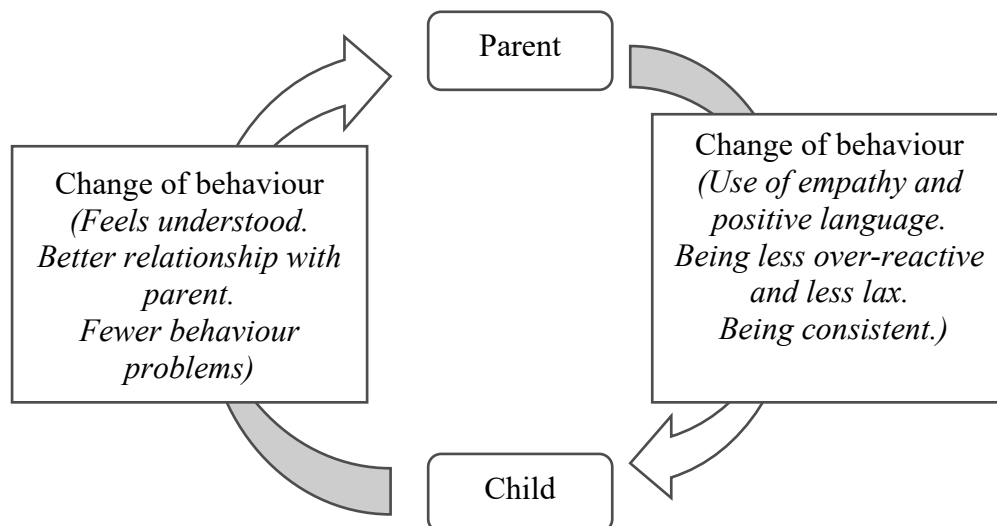 Parent
Change of behaviour
(Use of empathy and
positive language.
Being less over-reactive
and less lax.
Being consistent.)
Child
Change of behaviour
(Feels understood.
Better relationship with
parent.
Fewer behaviour
problems)